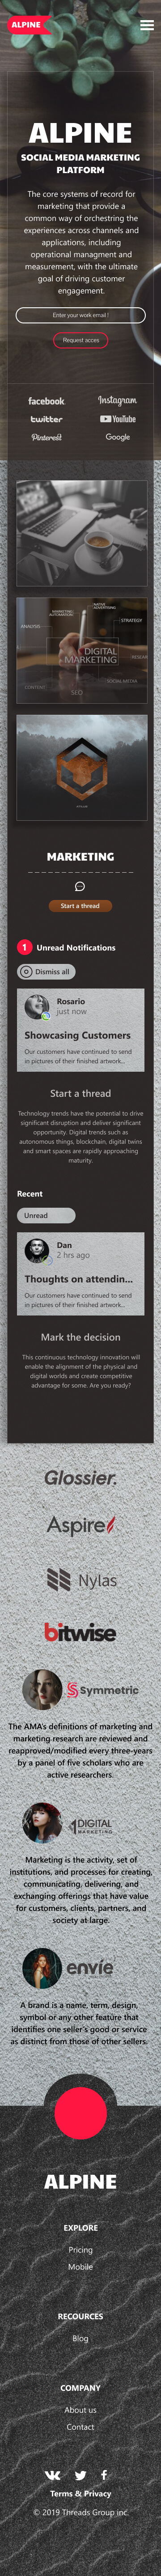 ALPINE
ALPINE
SOCIAL MEDIA MARKETING
PLATFORM
The core systems of record for
marketing that provide a
common way of orchestring the
experiences across channels and
applications, including
operational managment and
measurement, with the ultimate
goal of driving customer
engagement.
Enter your work email !
Request acces
facebook
Instagram
twitter
YouTube
Pinterest
Google
MARKETING AUTOMATION
NATIVE ADVERTISING
ANALYSIS
STRATEGY
DIGITAL
MARKETING
SOCIAL MEDIA
CONTENT
SEO
MARKETING
Start a thread
1 Unread Notifications
Dismiss all
Rosario
just now
Showcasing Customers
Our customers have continued to send
in pictures of their finished artwork...
Start a thread
Technology trends have the potential to drive
significant disruption and deliver significant
opportunity. Digital trends such as
autonomous things, blockchain, digital twins
and smart spaces are rapidly approaching
maturity.
Recent
Unread
Dan
2 hrs ago
Thoughts on attendin...
Our customers have continued to send
in pictures of their finished artwork...
Mark the decision
This continuous technology innovation will
enable the alignment of the physical and
digital worlds and create competitive
advantage for some. Are you ready?
Glossier.
Aspire
Nylas
bitwise
Symmetric
The AMA's definitions of marketing and
marketing research are reviewed and
reapproved/modified every three-years
by a panel of five scholars who are
active researchers.
DIGITAL
MARKETING
Marketing is the activity, set of
institutions, and processes for creating,
communicating, delivering, and
exchanging offerings that have value
for customers, clients, partners, and
society at large.
envíe
A brand is a name, term, design,
symbol or any other feature that
identifies one seller's good or service
as distinct from those of other sellers.
ALPINE
EXPLORE
Pricing
Mobile
RECOURCES
Blog
COMPANY
About us
Contact
Terms & Privacy
© 2019 Threads Group inc.